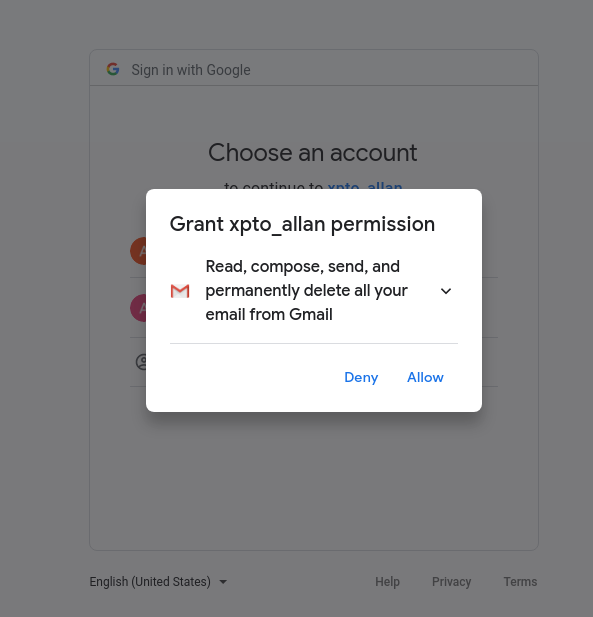 Sign in with Google
Choose an account
to continue to xpto_allan
Grant xpto_allan permission
Read, compose, send, and
permanently delete all your
email from Gmail
Deny
Allow
English (United States)
Help
Privacy
Terms